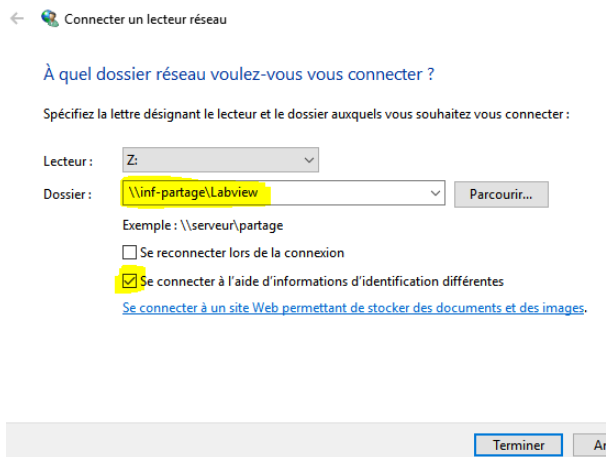 Connecter un lecteur réseau
À quel dossier réseau voulez-vous vous connecter ?
Spécifiez la lettre désignant le lecteur et le dossier auxquels vous souhaitez vous connecter :
Lecteur : Z:
Dossier : \\inf-partage\Labview Parcourir...
Exemple : \\serveur\partage
Se reconnecter lors de la connexion
Se connecter à l'aide d'informations d'identification différentes
Se connecter à un site Web permettant de stocker des documents et des images.
Terminer